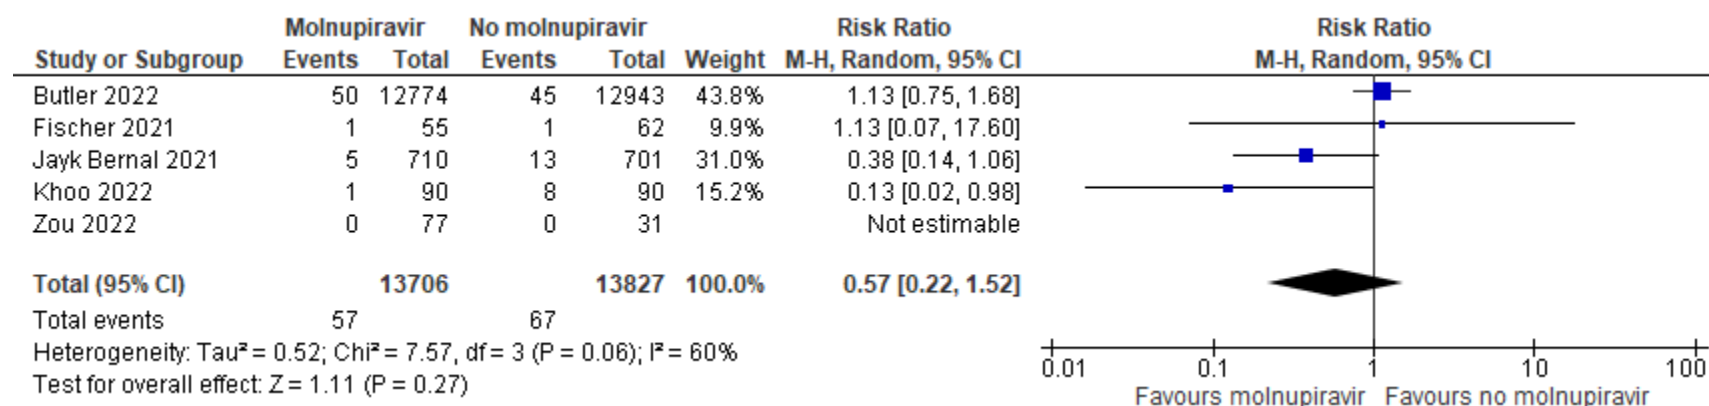 Molnupiravir No molnupiravir Risk Ratio Risk Ratio
Study or Subgroup Events Total Events Total Weight M-H, Random, 95% CI M-H, Random, 95% CI
Butler 2022 50 12774 45 12943 43.8% 1.13 [0.75, 1.68]
Fischer 2021 1 55 1 62 9.9% 1.13 [0.07, 17.60]
Jayk Bernal 2021 5 710 13 701 31.0% 0.38 [0.14, 1.06]
Khoo 2022 1 90 8 90 15.2% 0.13 [0.02, 0.98]
Zou 2022 0 77 0 31 Not estimable
Total (95% CI) 13706 13827 100.0% 0.57 [0.22, 1.52]
Total events 57 67
Heterogeneity: Tau² = 0.52; Chi² = 7.57, df = 3 (P = 0.06); I² = 60%
Test for overall effect: Z = 1.11 (P = 0.27)
0.01 0.1 1 10 100
Favours molnupiravir Favours no molnupiravir